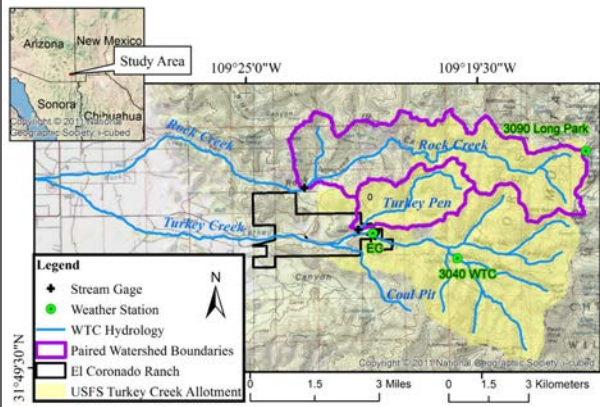 Arizona
New Mexico
Study Area
Sonora
Chihuahua
Copyright © 2011 National
Geographic Society, i-cubed
109°25'0"W
109°19'30"W
3090 Long Park
Rock Creek
Rock Creek
0
Turkey Pen
Turkey Creek
EC
3040 WTC
Canyon
Coal Pit
Legend
N
Stream Gage
Weather Station
WTC Hydrology
Paired Watershed Boundaries
El Coronado Ranch
USFS Turkey Creek Allotment
31°49'30"N
Copyright © 2011 National Geographic Society, i-cubed
0 1.5 3 Miles
0 1.5 3 Kilometers